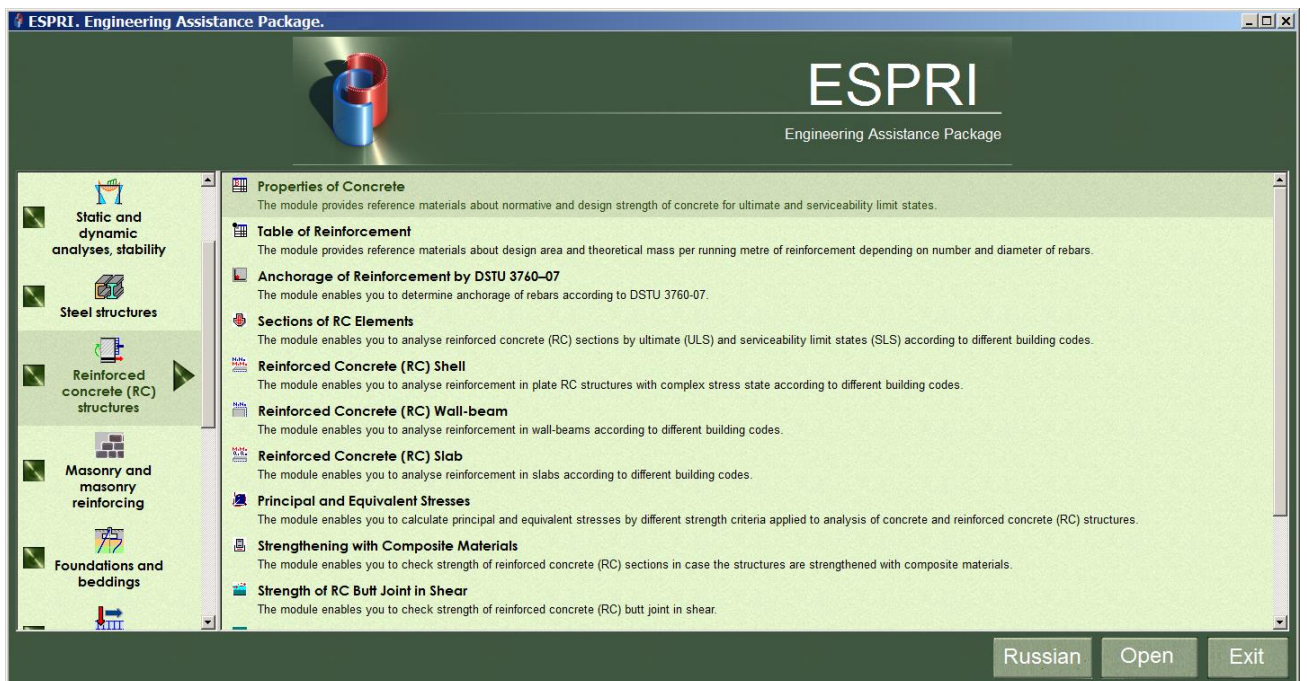 ESPRI. Engineering Assistance Package.
ESPRI
Engineering Assistance Package
Static and
dynamic
analyses, stability
Steel structures
Reinforced
concrete (RC)
structures
Masonry and
masonry
reinforcing
Foundations and
beddings
Properties of Concrete
The module provides reference materials about normative and design strength of concrete for ultimate and serviceability limit states.
Table of Reinforcement
The module provides reference materials about design area and theoretical mass per running metre of reinforcement depending on number and diameter of rebars.
Anchorage of Reinforcement by DSTU 3760–07
The module enables you to determine anchorage of rebars according to DSTU 3760-07.
Sections of RC Elements
The module enables you to analyse reinforced concrete (RC) sections by ultimate (ULS) and serviceability limit states (SLS) according to different building codes.
Reinforced Concrete (RC) Shell
The module enables you to analyse reinforcement in plate RC structures with complex stress state according to different building codes.
Reinforced Concrete (RC) Wall-beam
The module enables you to analyse reinforcement in wall-beams according to different building codes.
Reinforced Concrete (RC) Slab
The module enables you to analyse reinforcement in slabs according to different building codes.
Principal and Equivalent Stresses
The module enables you to calculate principal and equivalent stresses by different strength criteria applied to analysis of concrete and reinforced concrete (RC) structures.
Strengthening with Composite Materials
The module enables you to check strength of reinforced concrete (RC) sections in case the structures are strengthened with composite materials.
Strength of RC Butt Joint in Shear
The module enables you to check strength of reinforced concrete (RC) butt joint in shear.
Russian
Open
Exit